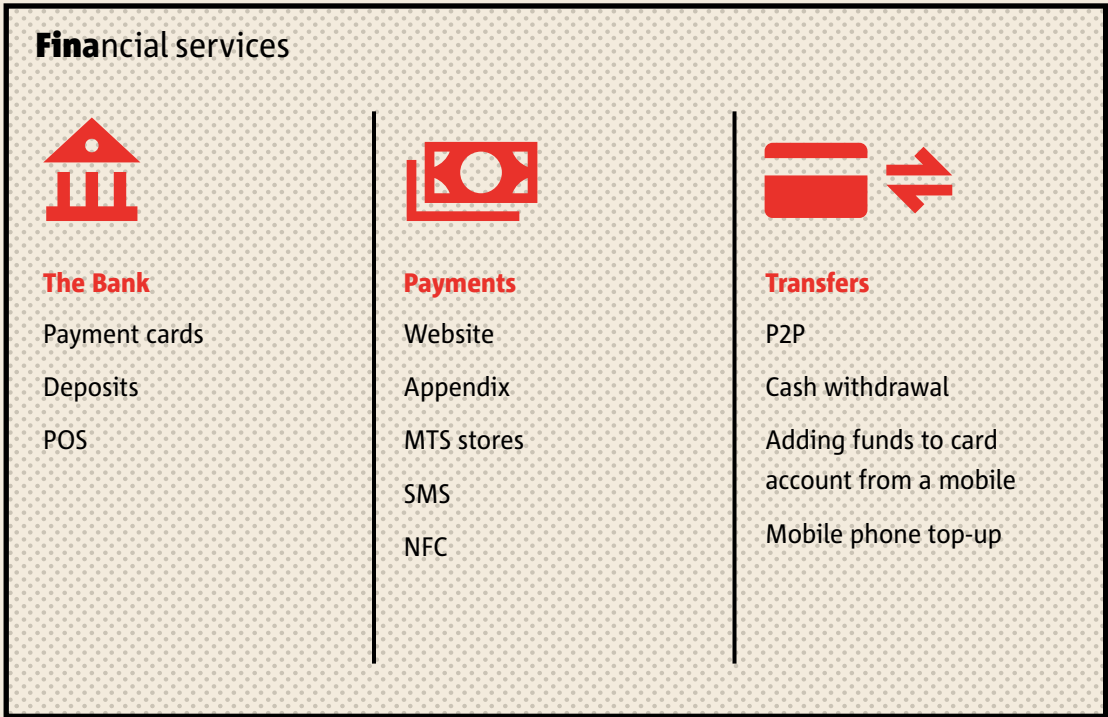 Financial services
The Bank
Payment cards
Deposits
POS
Payments
Website
Appendix
MTS stores
SMS
NFC
Transfers
P2P
Cash withdrawal
Adding funds to card
account from a mobile
Mobile phone top-up